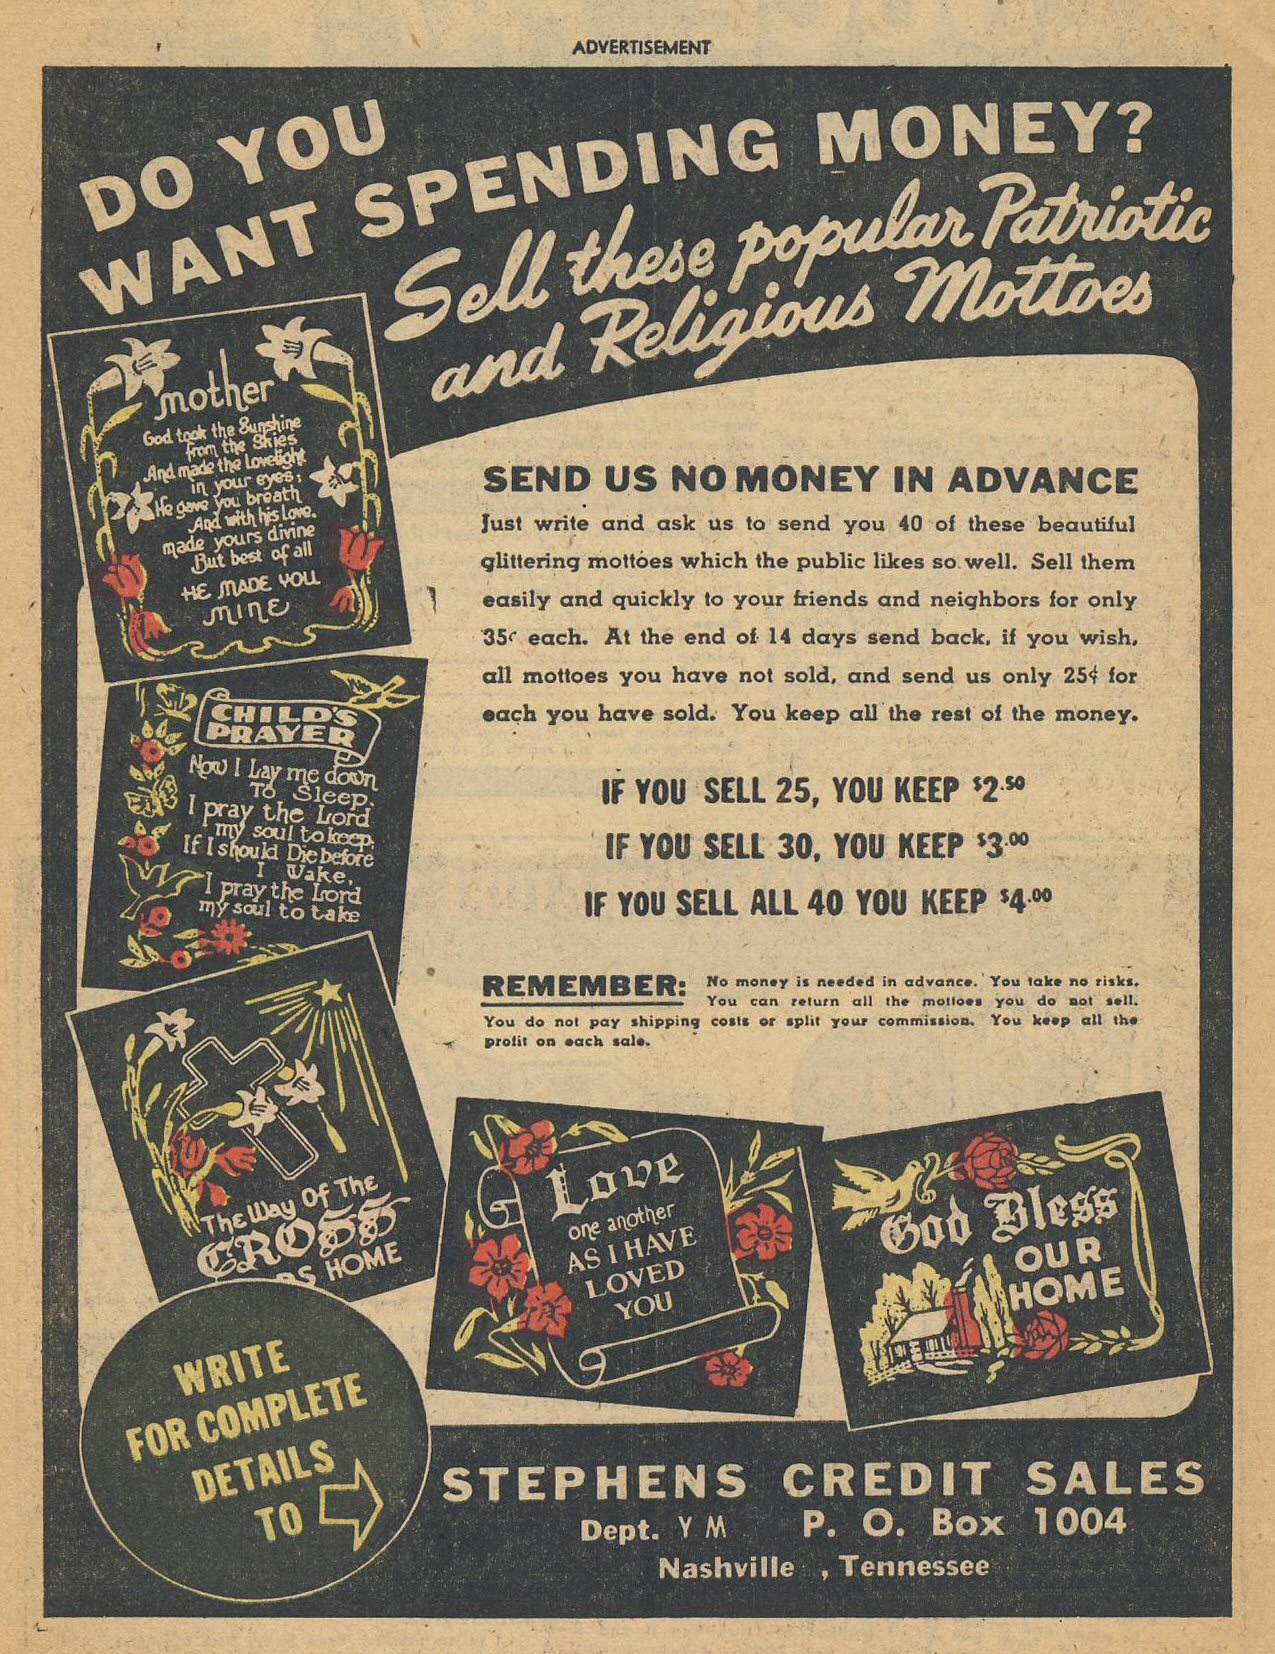 ADVERTISEMENT
DO YOU
WANT SPENDING MONEY?
Sell these popular Patriotic
and Religious Mottoes
mother
God took the Sunshine
from the Skies
And made the Lovelight
in your eyes;
He gave you breath
And with his Love.
made yours divine
But best of all
HE MADE YOU
MINE
CHILD'S
PRAYER
Now I Lay me down
To Sleep.
I pray the Lord
my soul to keep.
If I should Die before
I Wake,
I pray the Lord
my soul to take
The Way Of The
CROSS
HOME
SEND US NO MONEY IN ADVANCE
Just write and ask us to send you 40 of these beautiful
glittering mottoes which the public likes so well. Sell them
easily and quickly to your friends and neighbors for only
35¢ each. At the end of 14 days send back, if you wish,
all mottoes you have not sold, and send us only 25¢ for
each you have sold. You keep all the rest of the money.
IF YOU SELL 25, YOU KEEP $2.50
IF YOU SELL 30, YOU KEEP $3.00
IF YOU SELL ALL 40 YOU KEEP $4.00
REMEMBER: No money is needed in advance. You take no risks.
You can return all the mottoes you do not sell.
You do not pay shipping costs or split your commission. You keep all the
profit on each sale.
Love
one another
AS I HAVE
LOVED
YOU
God Bless
OUR
HOME
WRITE
FOR COMPLETE
DETAILS
TO
STEPHENS CREDIT SALES
Dept. Y M P. O. Box 1004
Nashville , Tennessee